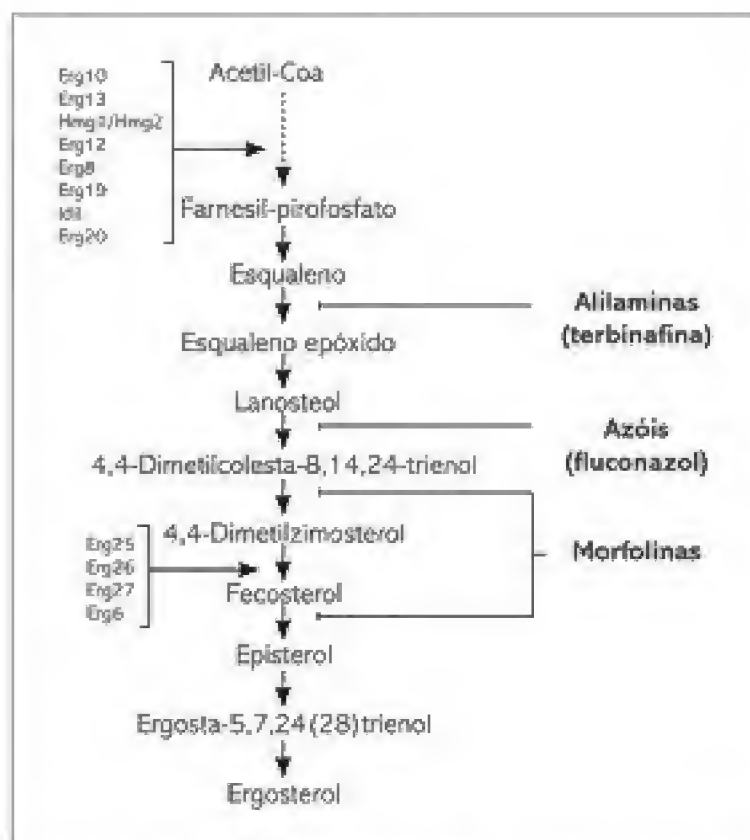 Acetil-Coa
Erg10
Erg13
Hmg1/Hmg2
Erg12
Erg8
Erg19
Idi1
Erg20
Farnesil-pirofosfato
Esqualeno
Alilaminas
(terbinafina)
Esqualeno epóxido
Lanosteol
Azóis
(fluconazol)
4,4-Dimetilcolesta-8,14,24-trienol
4,4-Dimetilzimosterol
Morfolinas
Erg25
Erg26
Erg27
Erg6
Fecosterol
Episterol
Ergosta-5,7,24(28)trienol
Ergosterol